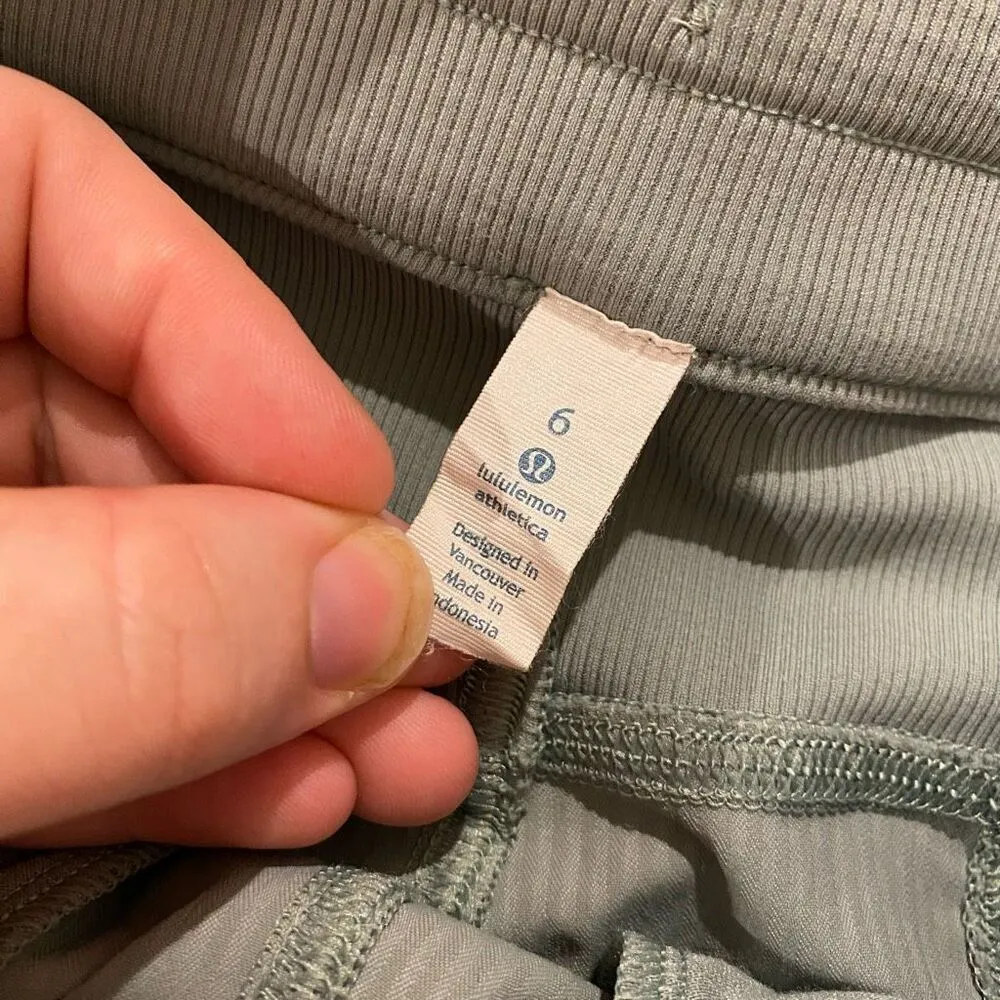 6
lululemon
athletica
Designed in
Vancouver
Made in
ndonesia